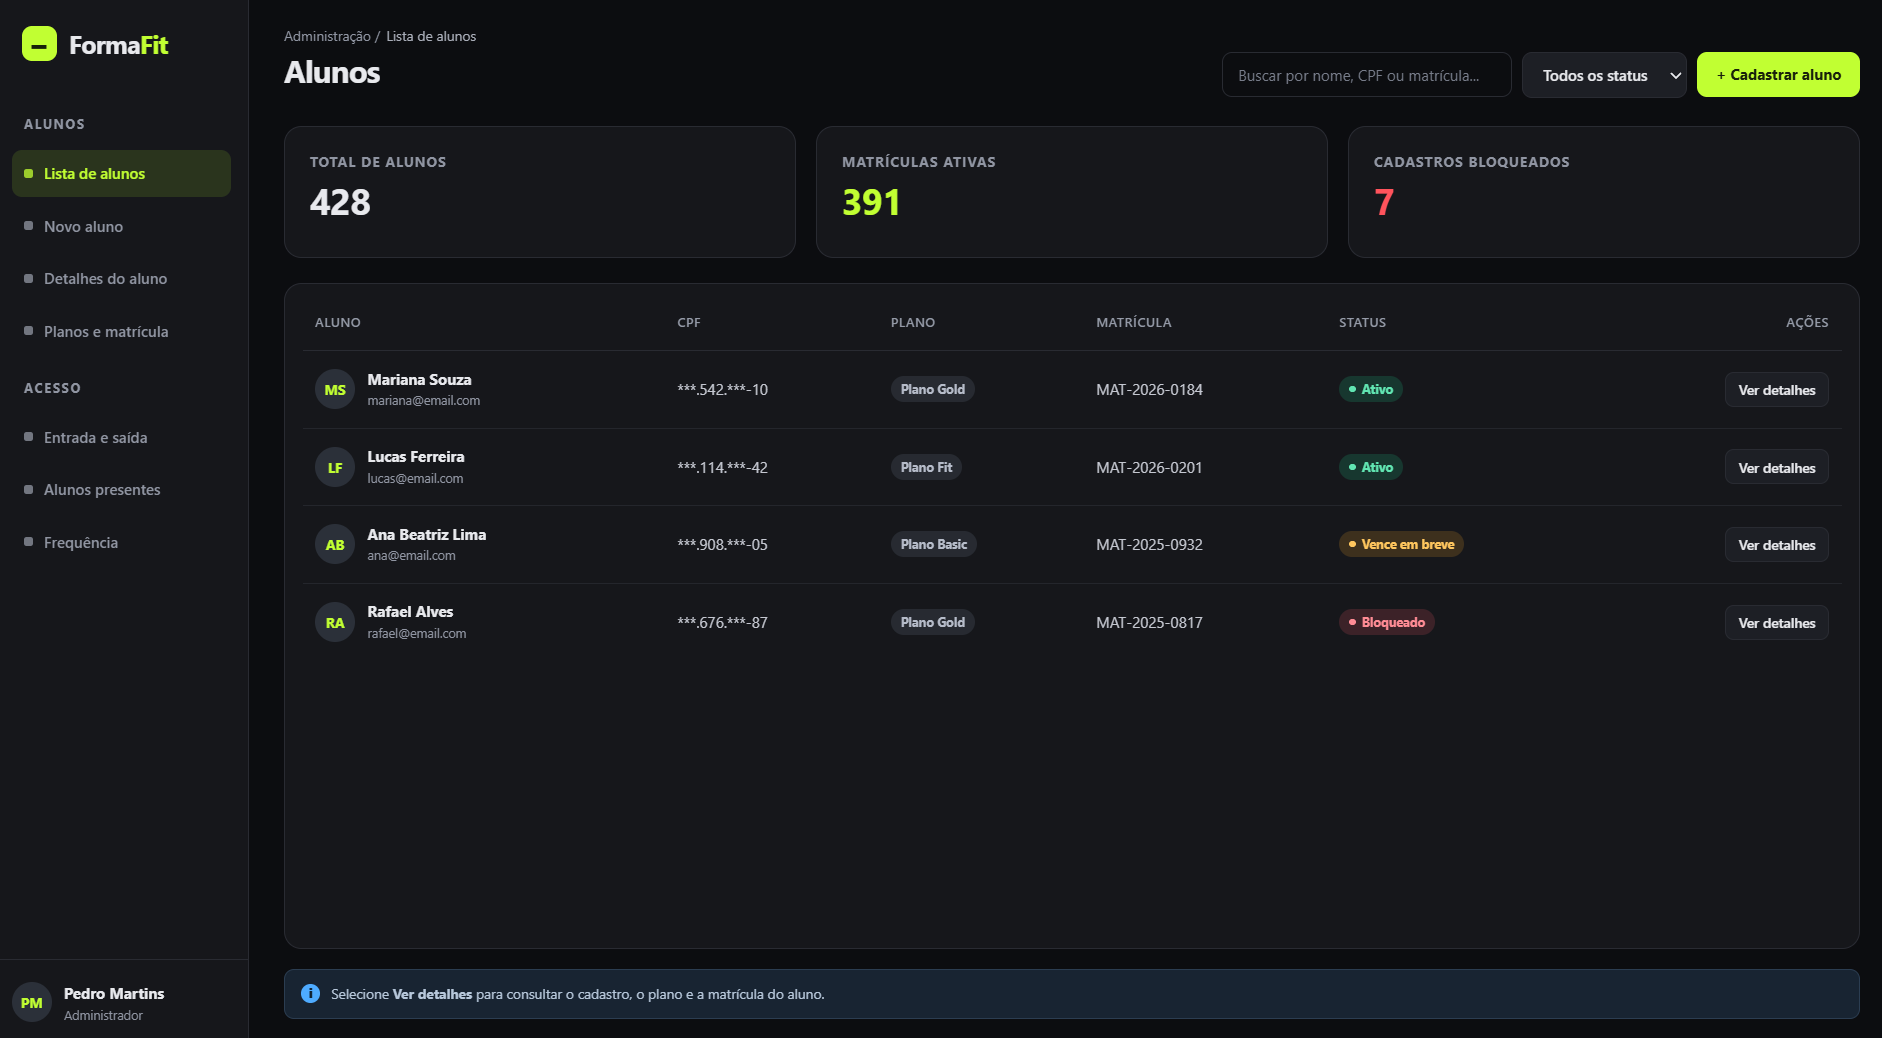 FormaFit
ALUNOS
Lista de alunos
Novo aluno
Detalhes do aluno
Planos e matrícula
ACESSO
Entrada e saída
Alunos presentes
Frequência
PM
Pedro Martins
Administrador
Administração / Lista de alunos
Alunos
Buscar por nome, CPF ou matrícula...
Todos os status
+ Cadastrar aluno
TOTAL DE ALUNOS
428
MATRÍCULAS ATIVAS
391
CADASTROS BLOQUEADOS
7
ALUNO CPF PLANO MATRÍCULA STATUS AÇÕES
MS Mariana Souza
mariana@email.com
***.542.***-10 Plano Gold MAT-2026-0184 Ativo Ver detalhes
LF Lucas Ferreira
lucas@email.com
***.114.***-42 Plano Fit MAT-2026-0201 Ativo Ver detalhes
AB Ana Beatriz Lima
ana@email.com
***.908.***-05 Plano Basic MAT-2025-0932 Vence em breve Ver detalhes
RA Rafael Alves
rafael@email.com
***.676.***-87 Plano Gold MAT-2025-0817 Bloqueado Ver detalhes
i Selecione Ver detalhes para consultar o cadastro, o plano e a matrícula do aluno.